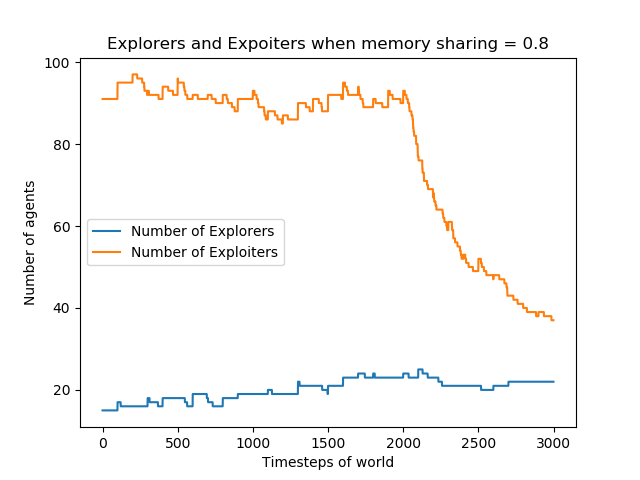 Explorers and Expoiters when memory sharing = 0.8
100
80
60
40
20
Number of agents
Number of Explorers
Number of Exploiters
0 500 1000 1500 2000 2500 3000
Timesteps of world